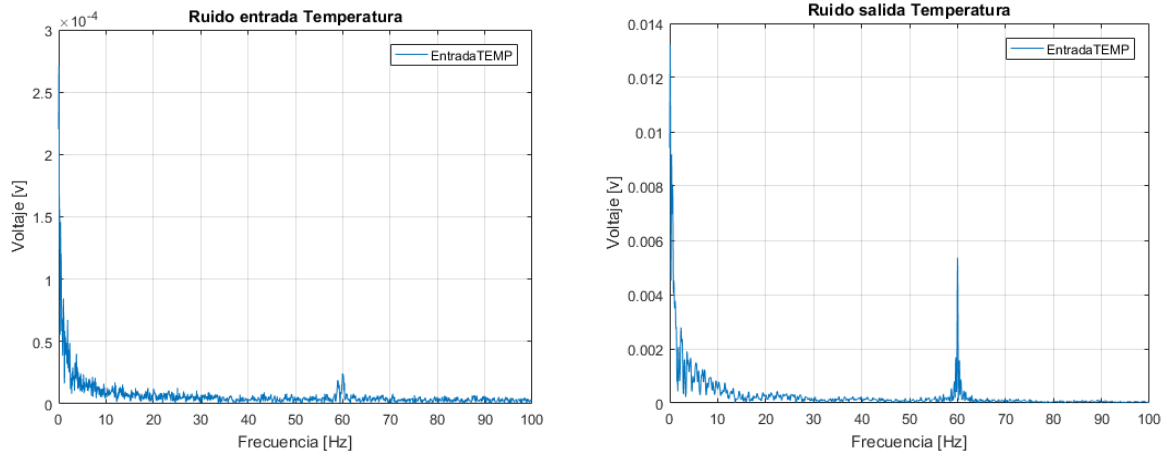 Ruido entrada Temperatura
×10⁻⁴
3
2.5
2
1.5
1
0.5
0
Voltaje [v]
EntradaTEMP
0 10 20 30 40 50 60 70 80 90 100
Frecuencia [Hz]
Ruido salida Temperatura
0.014
0.012
0.01
0.008
0.006
0.004
0.002
0
Voltaje [v]
EntradaTEMP
0 10 20 30 40 50 60 70 80 90 100
Frecuencia [Hz]